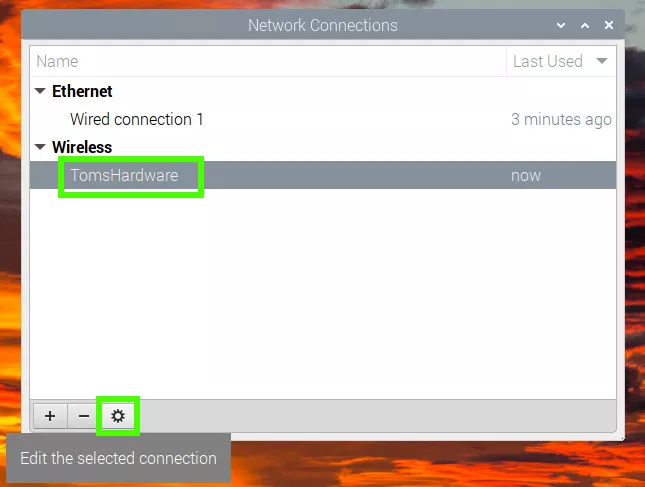 Network Connections
Name Last Used
Ethernet
Wired connection 1 3 minutes ago
Wireless
TomsHardware now
Edit the selected connection